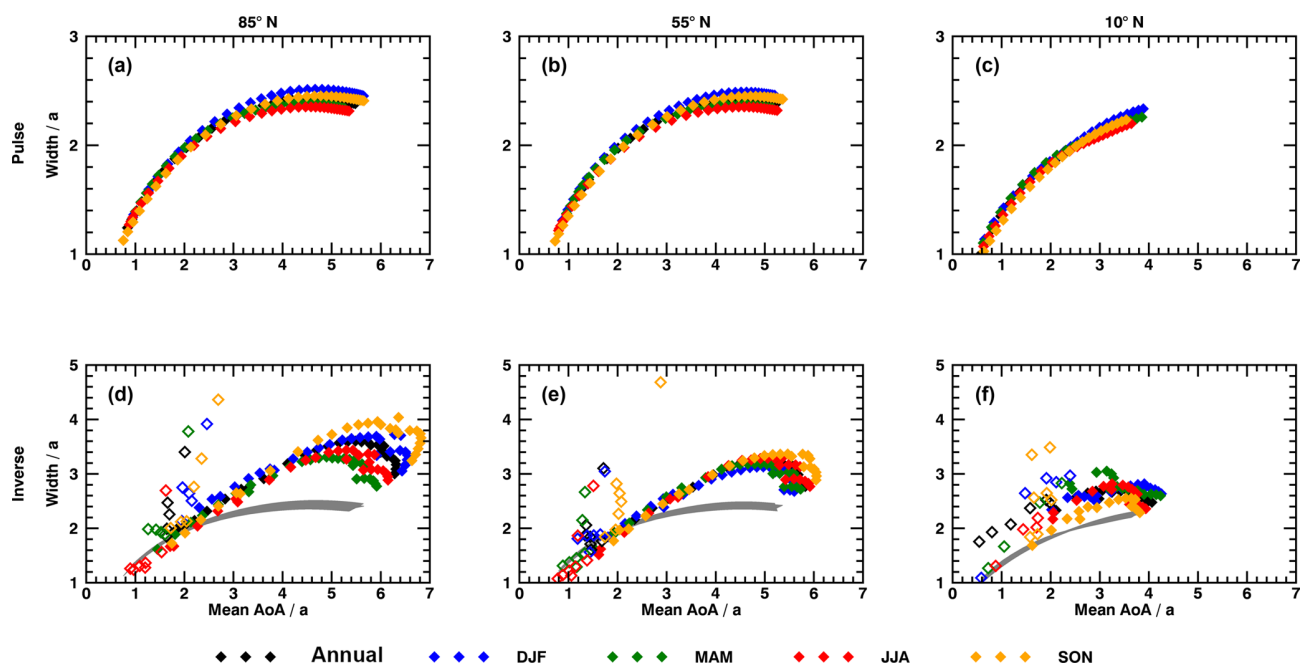 85° N 55° N 10° N
Pulse
Width / a
3
2
1
(a)
0 1 2 3 4 5 6 7
3
2
1
(b)
0 1 2 3 4 5 6 7
3
2
1
(c)
0 1 2 3 4 5 6 7
Inverse
Width / a
5
4
3
2
1
(d)
0 1 2 3 4 5 6 7
Mean AoA / a
5
4
3
2
1
(e)
0 1 2 3 4 5 6 7
Mean AoA / a
5
4
3
2
1
(f)
0 1 2 3 4 5 6 7
Mean AoA / a
Annual DJF MAM JJA SON